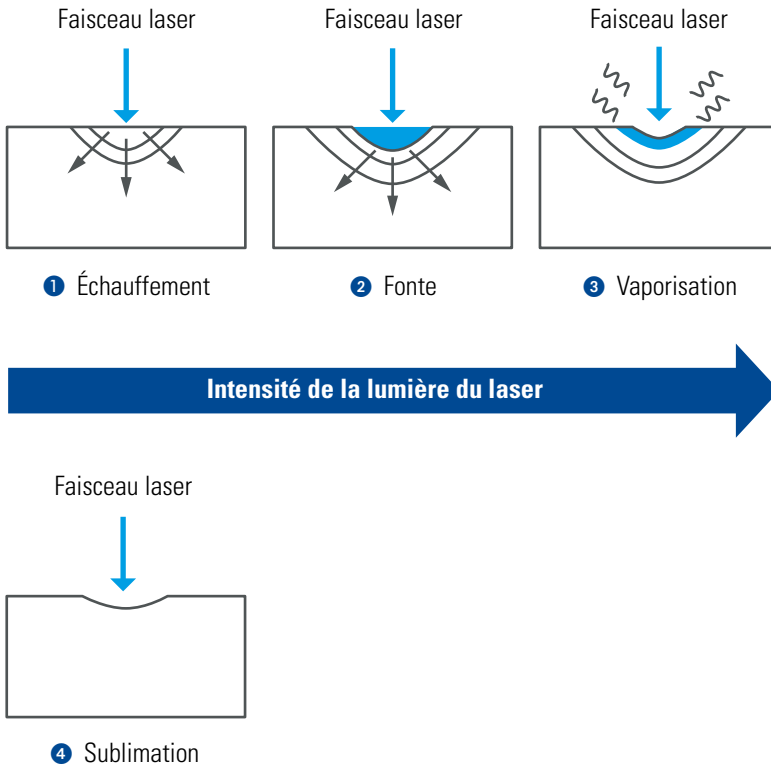 Faisceau laser
Faisceau laser
Faisceau laser
1 Échauffement
2 Fonte
3 Vaporisation
Intensité de la lumière du laser
Faisceau laser
4 Sublimation